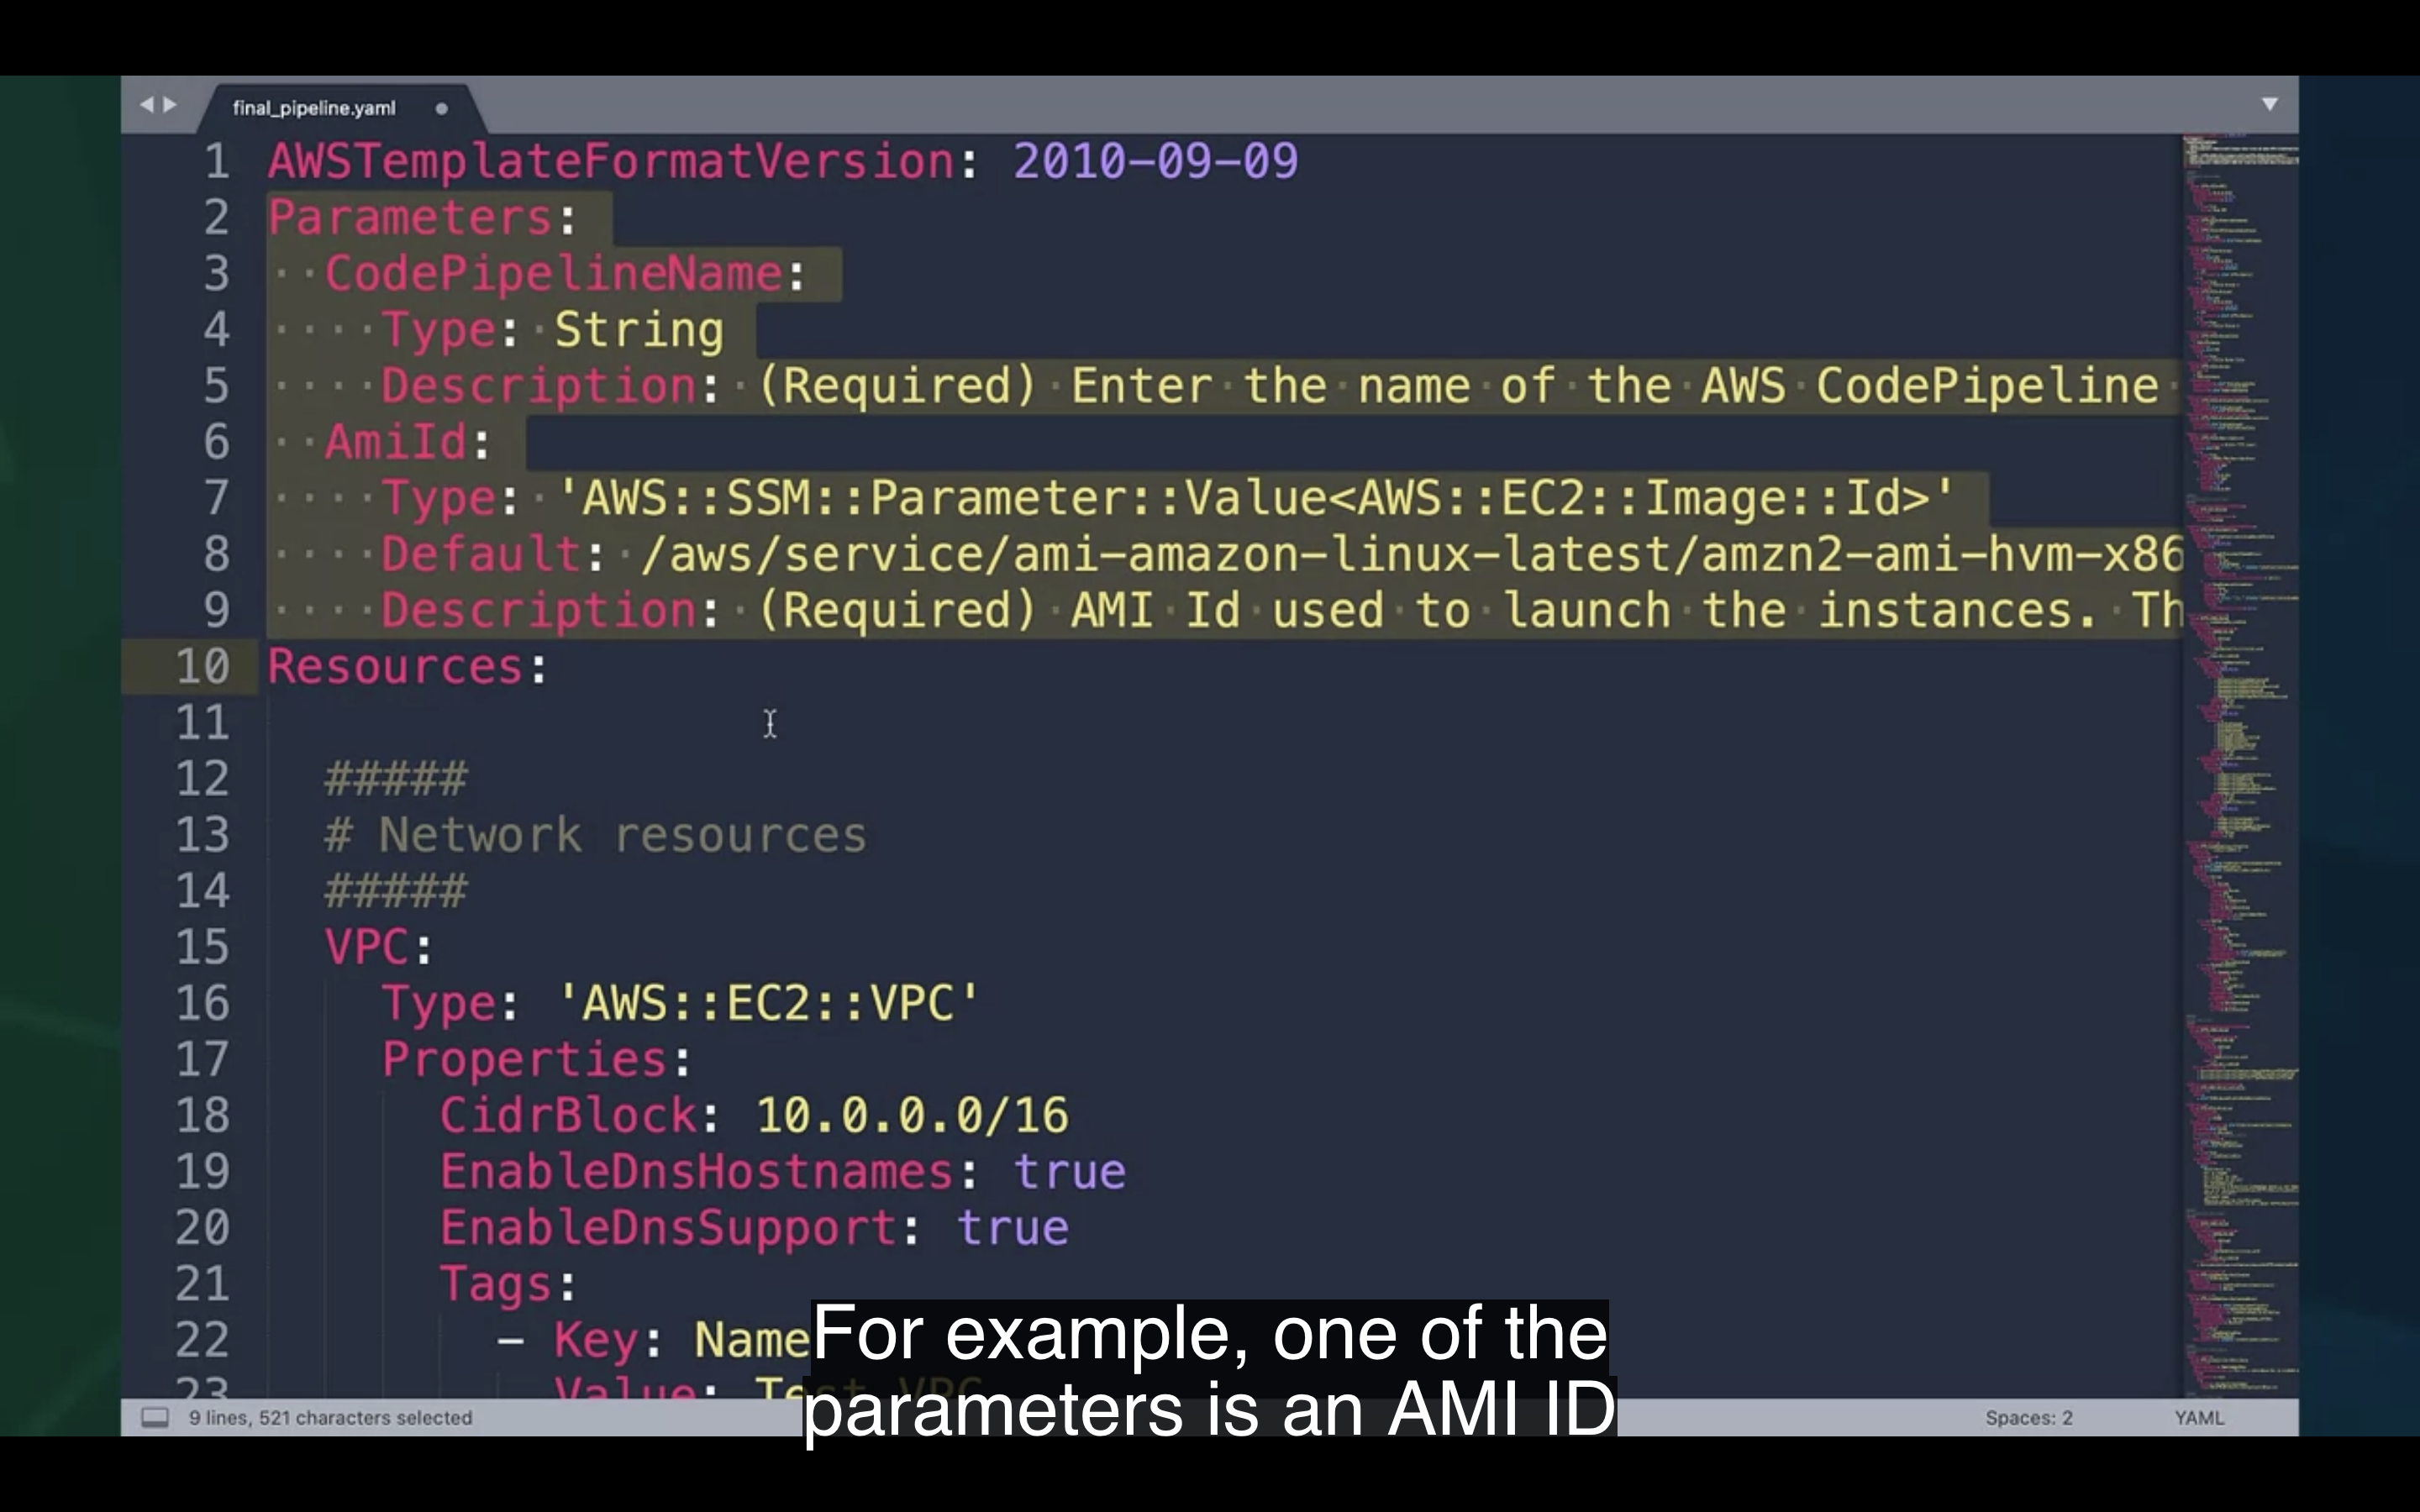 final_pipeline.yaml
1 AWSTemplateFormatVersion: 2010-09-09
2 Parameters:
3 ··CodePipelineName:
4 ····Type:·String
5 ····Description:·(Required)·Enter·the·name·of·the·AWS·CodePipeline·
6 ··AmiId:
7 ····Type:·'AWS::SSM::Parameter::Value<AWS::EC2::Image::Id>'
8 ····Default:·/aws/service/ami-amazon-linux-latest/amzn2-ami-hvm-x86
9 ····Description:·(Required)·AMI·Id·used·to·launch·the·instances.·Th
10 Resources:
11
12 #####
13 # Network resources
14 #####
15 VPC:
16 Type: 'AWS::EC2::VPC'
17 Properties:
18 CidrBlock: 10.0.0.0/16
19 EnableDnsHostnames: true
20 EnableDnsSupport: true
21 Tags:
22 - Key: Name
23 Value: Test VPC
For example, one of the
parameters is an AMI ID
9 lines, 521 characters selected
Spaces: 2
YAML